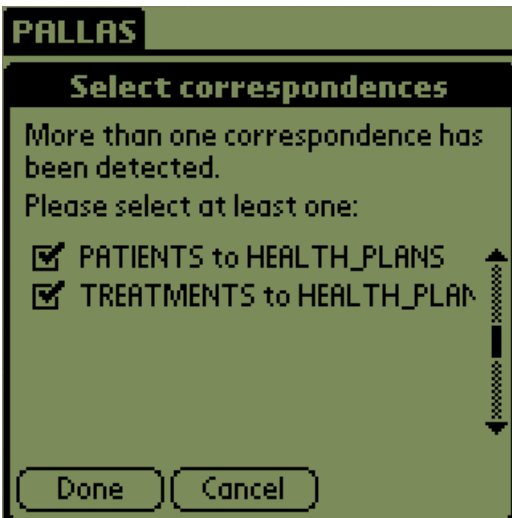 PALLAS
Select correspondences
More than one correspondence has
been detected.
Please select at least one:
PATIENTS to HEALTH_PLANS
TREATMENTS to HEALTH_PLAN
Done Cancel